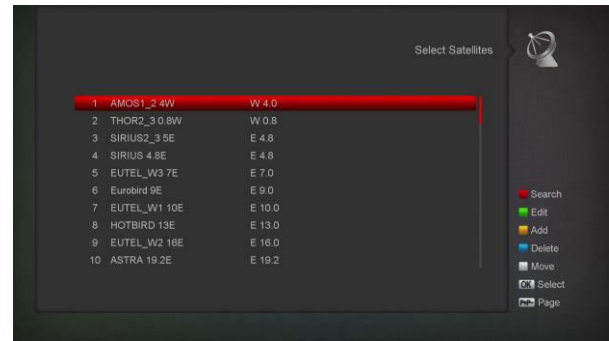 Select Satellites
1 AMOS1_2 4W W 4.0
2 THOR2_3 0.8W W 0.8
3 SIRIUS2_3 5E E 4.8
4 SIRIUS 4.8E E 4.8
5 EUTEL_W3 7E E 7.0
6 Eurobird 9E E 9.0
7 EUTEL_W1 10E E 10.0
8 HOTBIRD 13E E 13.0
9 EUTEL_W2 16E E 16.0
10 ASTRA 19.2E E 19.2
Search
Edit
Add
Delete
Move
OK Select
Page